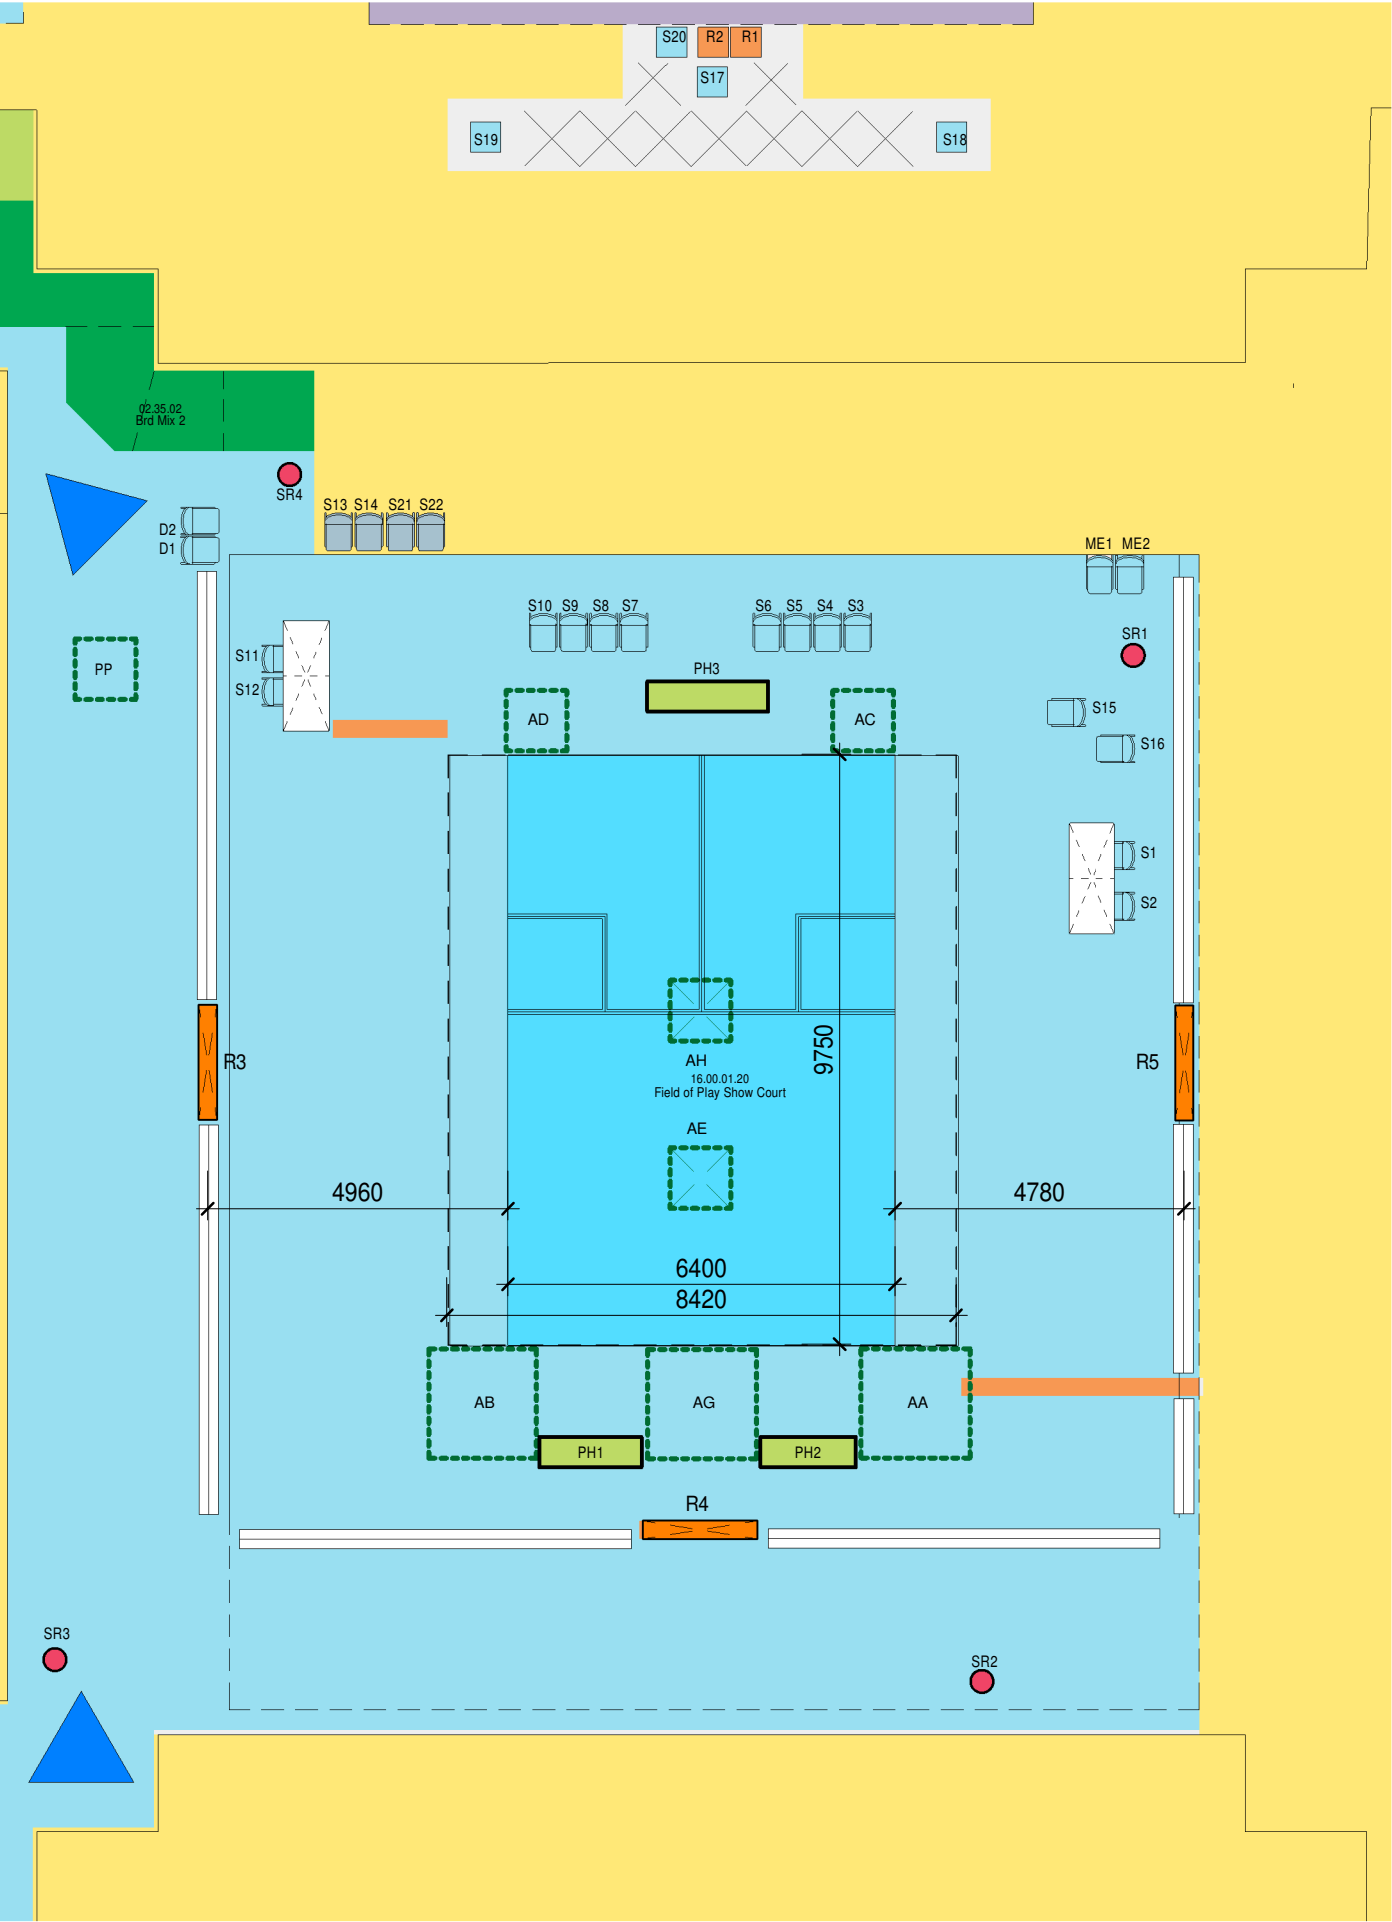 S20 R2 R1
S17
S19 S18
02.35.02
Brd Mix 2
SR4
S13 S14 S21 S22
D2
D1
ME1 ME2
S10 S9 S8 S7 S6 S5 S4 S3
SR1
S11
S12
PP
PH3
AD AC
S15
S16
S1
S2
9750
R3 R5
AH
16.00.01.20
Field of Play Show Court
AE
4960 4780
6400
8420
AB AG AA
PH1 PH2
R4
SR3
SR2